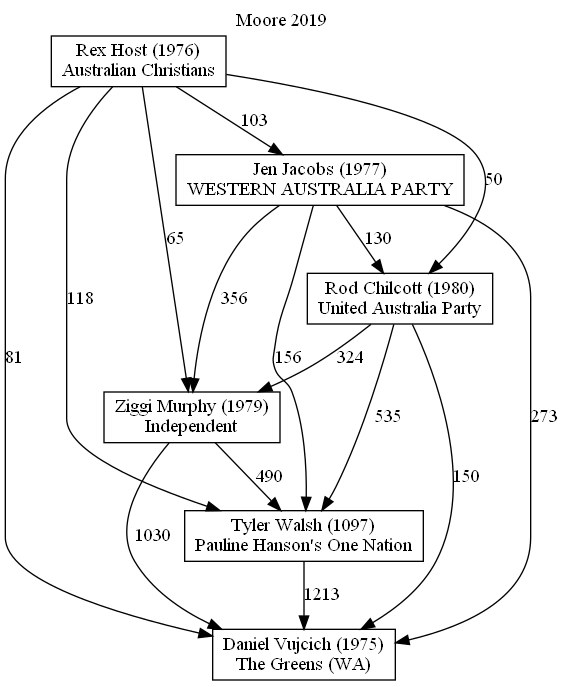 Moore 2019
Rex Host (1976)
Australian Christians
103
Jen Jacobs (1977)
WESTERN AUSTRALIA PARTY
50
65
130
Rod Chilcott (1980)
United Australia Party
356
118
81
156
324
Ziggi Murphy (1979)
Independent
535
273
490
150
1030
Tyler Walsh (1097)
Pauline Hanson's One Nation
1213
Daniel Vujcich (1975)
The Greens (WA)